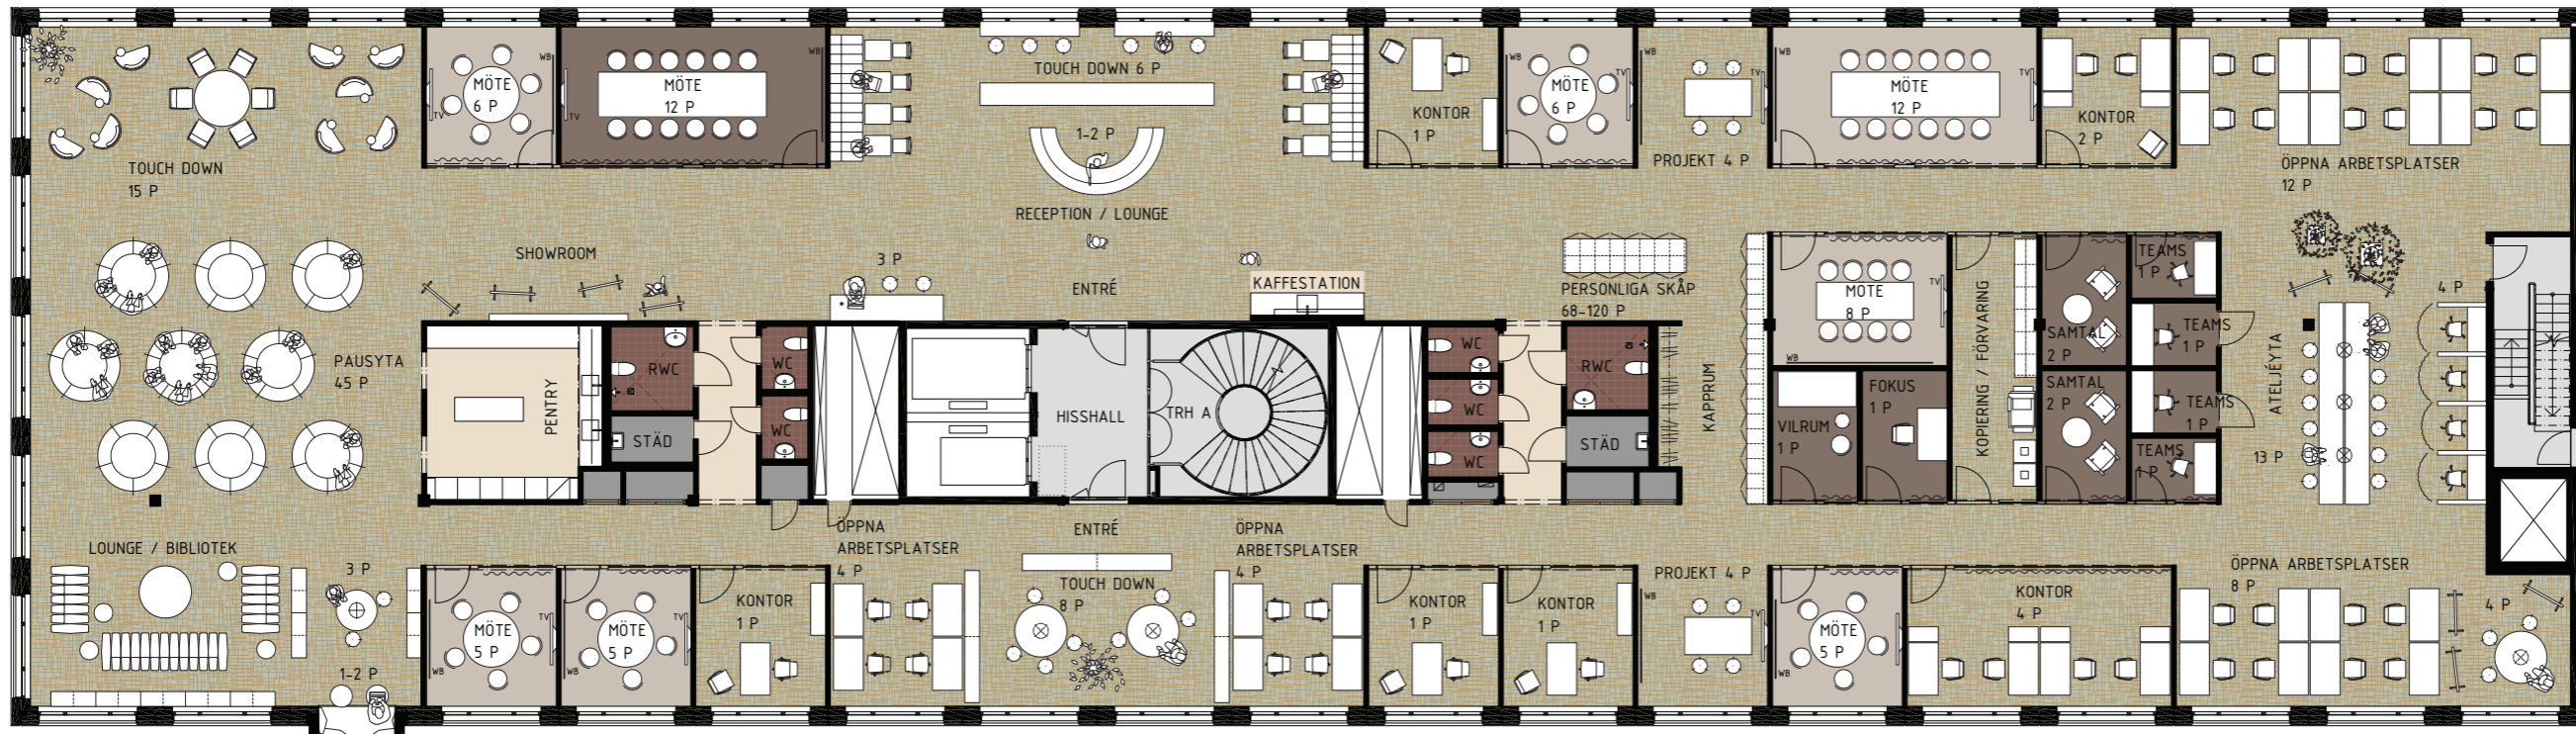 WB
MÖTE
6 P
TV
WB
MÖTE
12 P
TV
TOUCH DOWN 6 P
1-2 P
KONTOR
1 P
WB
MÖTE
6 P
TV
WB
TV
PROJEKT 4 P
WB
MÖTE
12 P
TV
KONTOR
2 P
ÖPPNA ARBETSPLATSER
12 P
TOUCH DOWN
15 P
RECEPTION / LOUNGE
SHOWROOM
3 P
ENTRÉ
KAFFESTATION
PERSONLIGA SKÅP
68-120 P
MÖTE
8 P
TV
WB
KOPIERING / FÖRVARING
SAMTAL
2 P
SAMTAL
2 P
TEAMS
1 P
TEAMS
1 P
TEAMS
1 P
TEAMS
1 P
4 P
ATELJÉYTA
13 P
PAUSYTA
45 P
PENTRY
RWC
STÄD
WC
WC
HISSHALL
TRH A
WC
WC
WC
RWC
STÄD
KAPPRUM
VILRUM
1 P
FOKUS
1 P
LOUNGE / BIBLIOTEK
3 P
1-2 P
WB
MÖTE
5 P
TV
WB
MÖTE
5 P
TV
KONTOR
1 P
ÖPPNA
ARBETSPLATSER
4 P
ENTRÉ
TOUCH DOWN
8 P
ÖPPNA
ARBETSPLATSER
4 P
KONTOR
1 P
KONTOR
1 P
PROJEKT 4 P
WB
TV
WB
MÖTE
5 P
TV
KONTOR
4 P
ÖPPNA ARBETSPLATSER
8 P
4 P